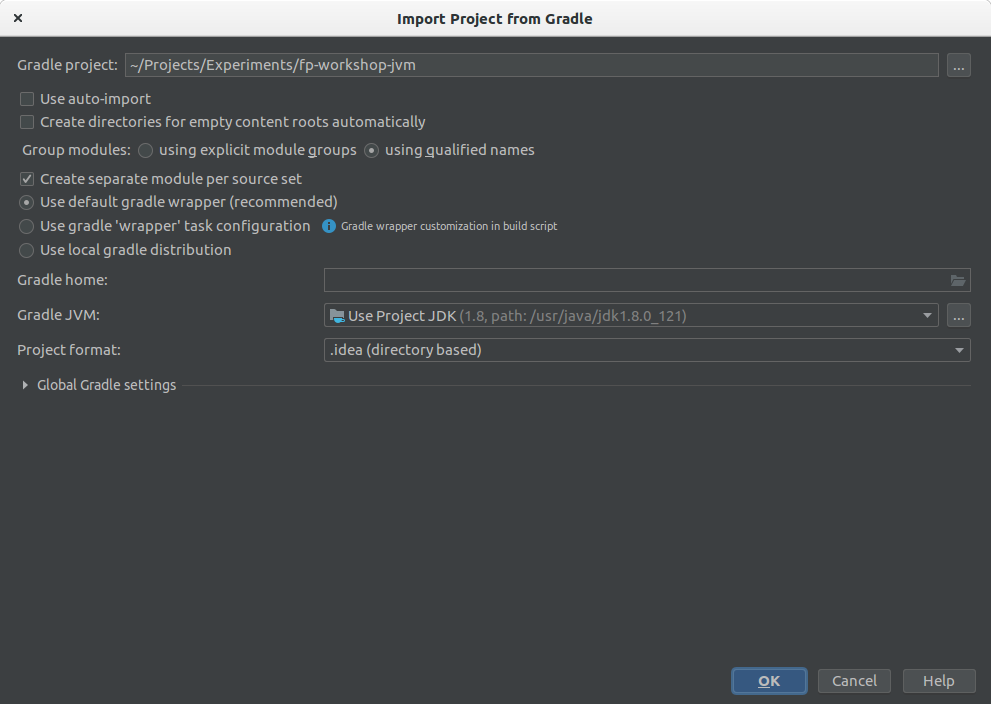 Import Project from Gradle
Gradle project: ~/Projects/Experiments/fp-workshop-jvm ...
Use auto-import
Create directories for empty content roots automatically
Group modules: using explicit module groups using qualified names
Create separate module per source set
Use default gradle wrapper (recommended)
Use gradle 'wrapper' task configuration Gradle wrapper customization in build script
Use local gradle distribution
Gradle home:
Gradle JVM: Use Project JDK (1.8, path: /usr/java/jdk1.8.0_121) ...
Project format: .idea (directory based)
Global Gradle settings
OK Cancel Help